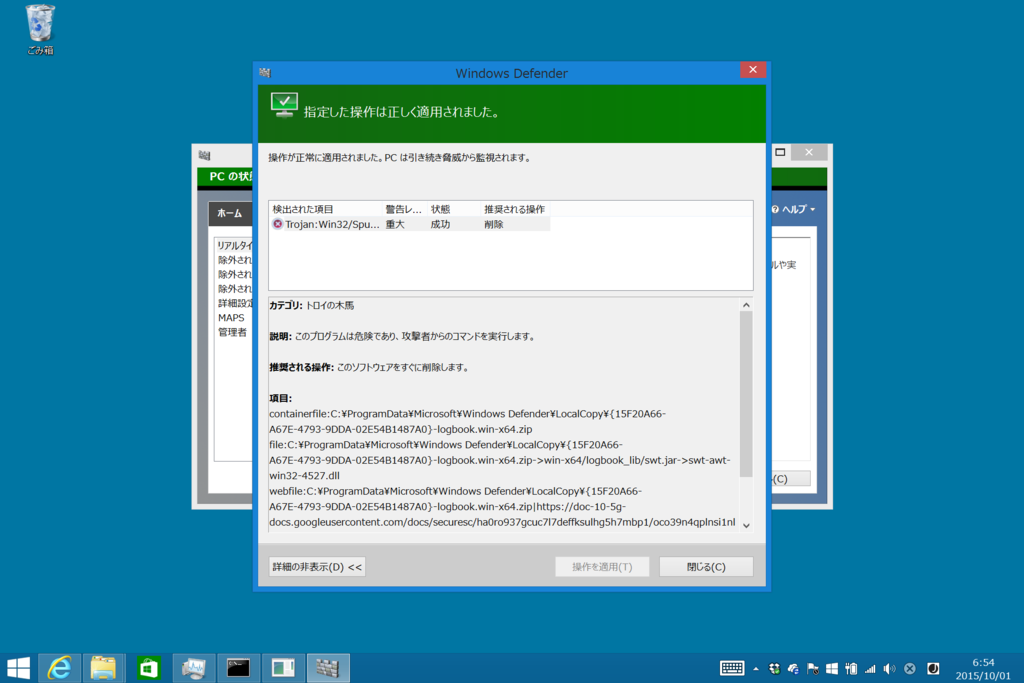 ごみ箱
Windows Defender
指定した操作は正しく適用されました。
操作が正常に適用されました。PC は引き続き脅威から監視されます。
検出された項目 警告レ... 状態 推奨される操作
Trojan:Win32/Spu... 重大 成功 削除
カテゴリ: トロイの木馬
説明: このプログラムは危険であり、攻撃者からのコマンドを実行します。
推奨される操作: このソフトウェアをすぐに削除します。
項目:
containerfile:C:¥ProgramData¥Microsoft¥Windows Defender¥LocalCopy¥{15F20A66-
A67E-4793-9DDA-02E54B1487A0}-logbook.win-x64.zip
file:C:¥ProgramData¥Microsoft¥Windows Defender¥LocalCopy¥{15F20A66-
A67E-4793-9DDA-02E54B1487A0}-logbook.win-x64.zip->win-x64/logbook_lib/swt.jar->swt-awt-
win32-4527.dll
webfile:C:¥ProgramData¥Microsoft¥Windows Defender¥LocalCopy¥{15F20A66-
A67E-4793-9DDA-02E54B1487A0}-logbook.win-x64.zip|https://doc-10-5g-
docs.googleusercontent.com/docs/securesc/ha0ro937gcuc7l7deffksulhg5h7mbp1/oco39n4qplnsi1nl
詳細の非表示(D) <<
操作を適用(T)
閉じる(C)
PC の状
ホーム
ヘルプ
リアルタイ
除外され
除外され
除外され
詳細設定
MAPS
管理者
ルや実
(C)
6:54
2015/10/01